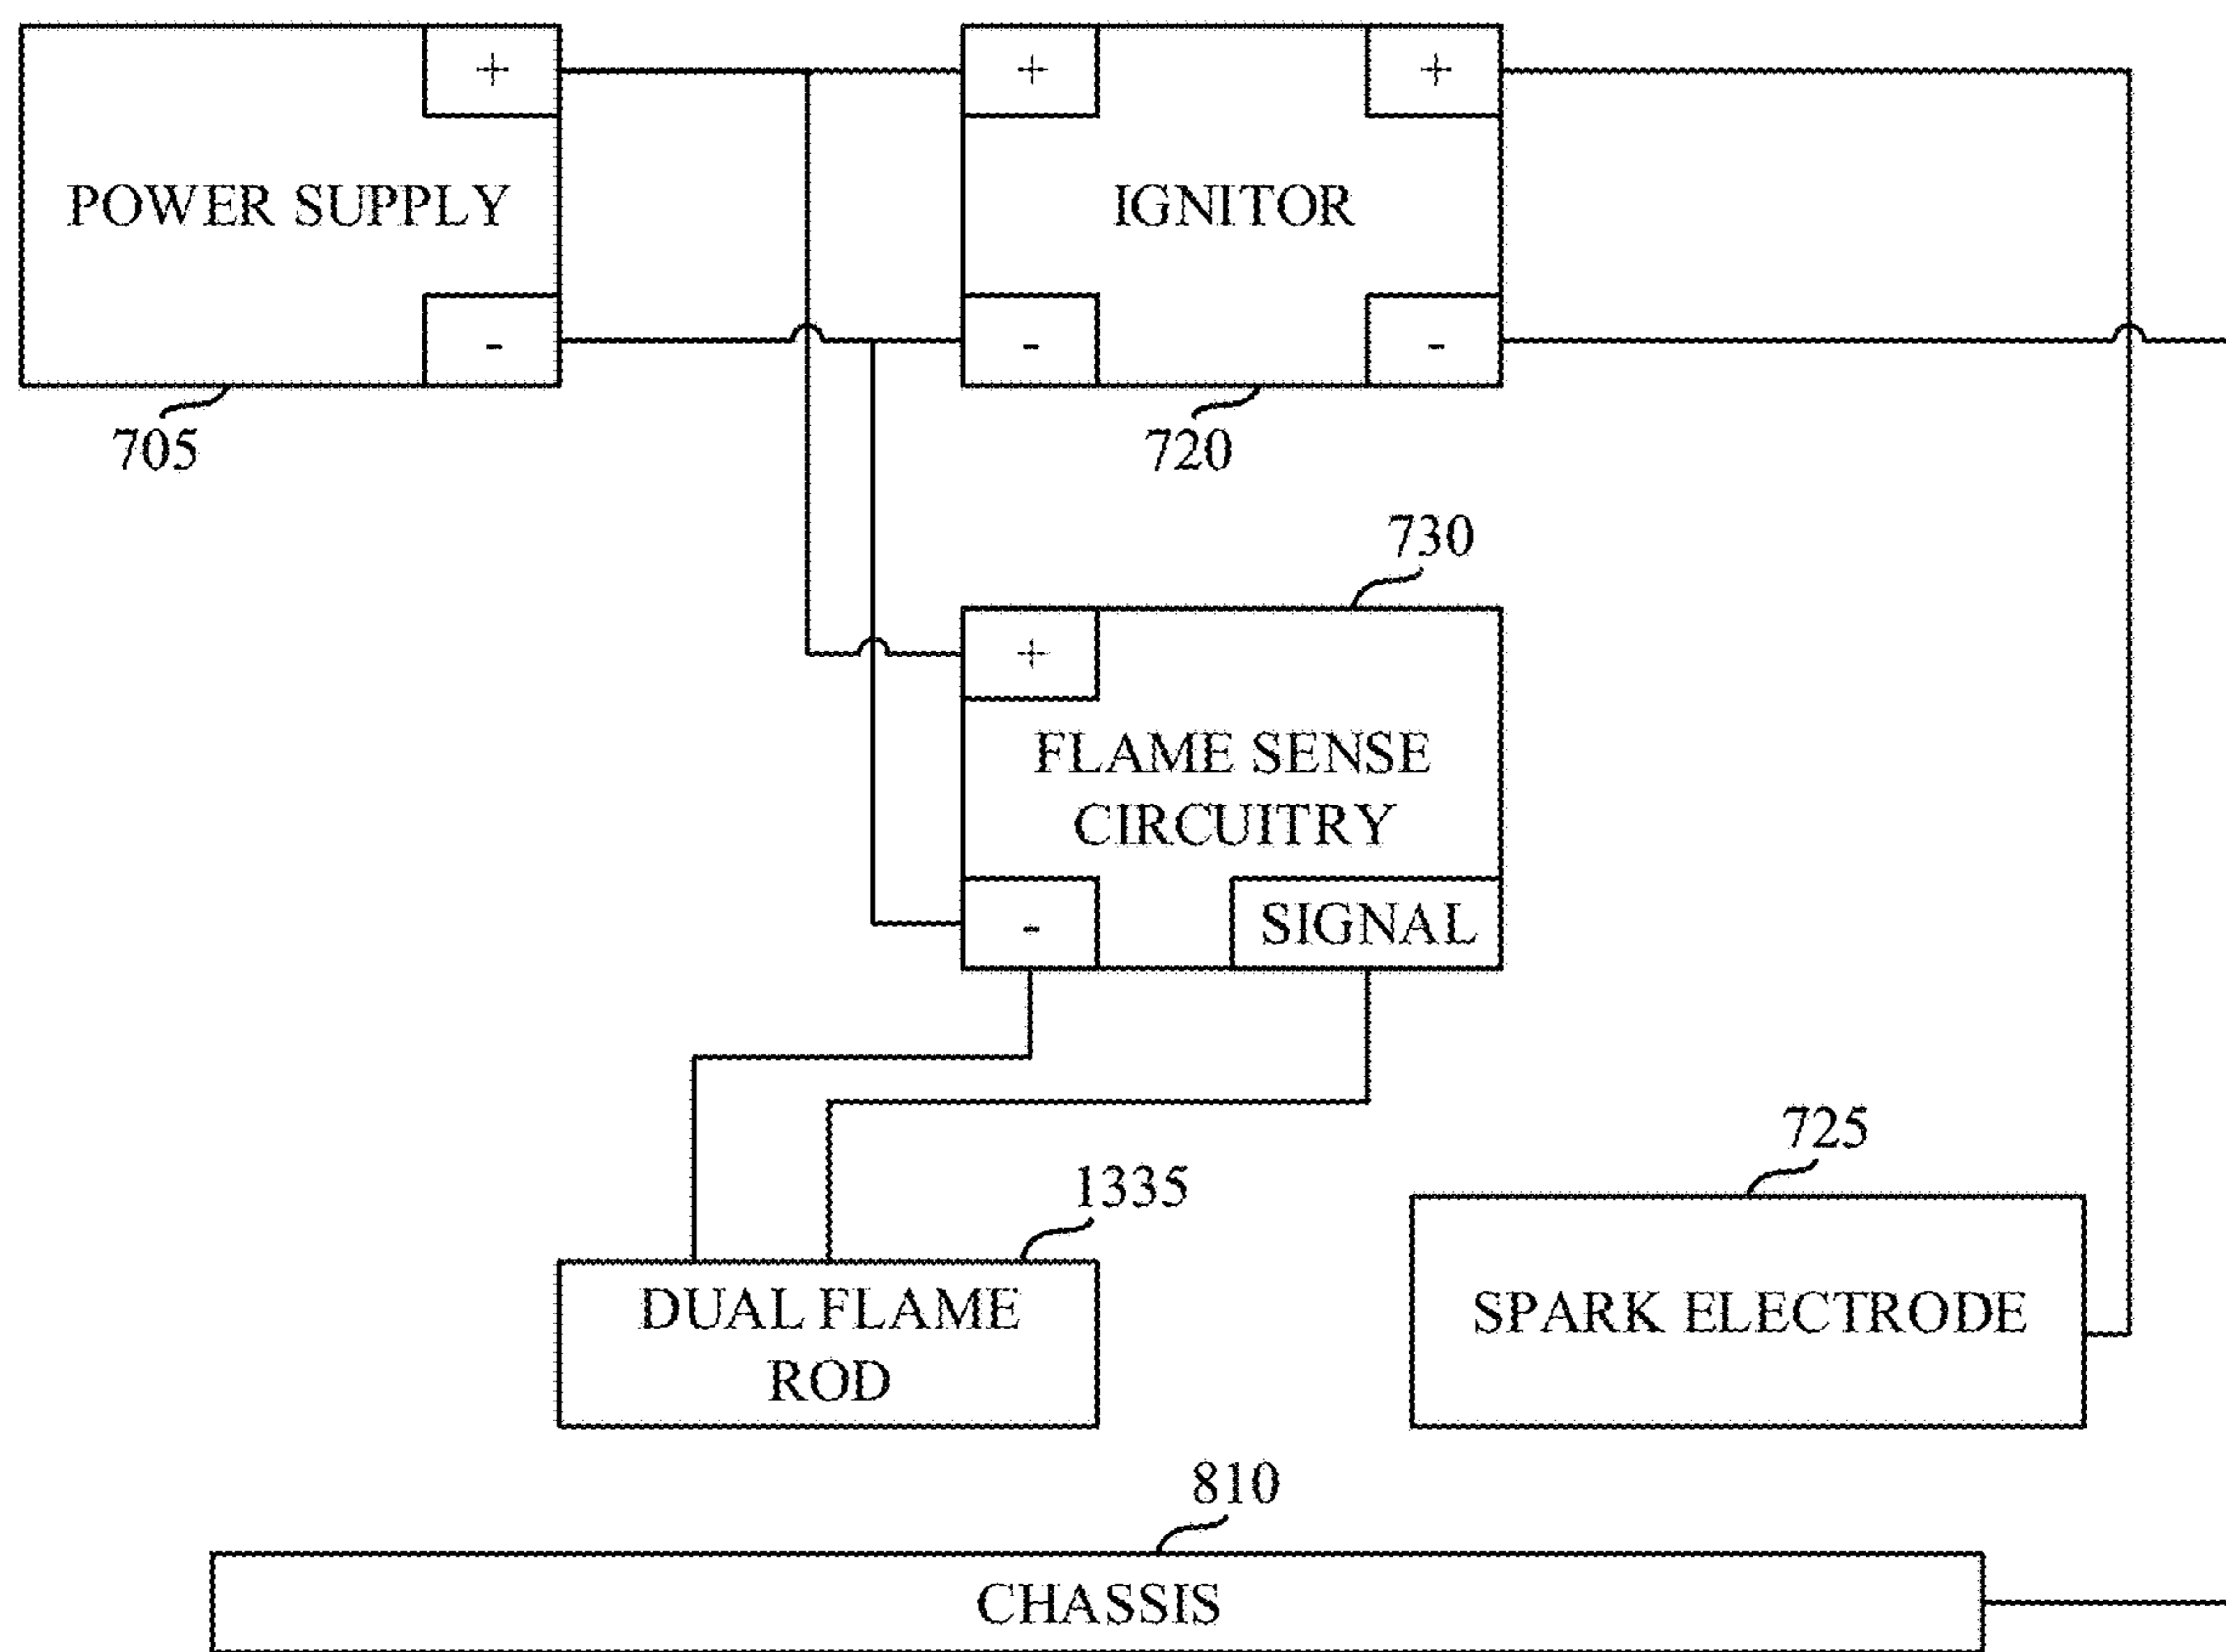 +
+
+
POWER SUPPLY
IGNITOR
-
-
-
705
720
730
+
FLAME SENSE
CIRCUITRY
-
SIGNAL
725
1335
DUAL FLAME
ROD
SPARK ELECTRODE
810
CHASSIS